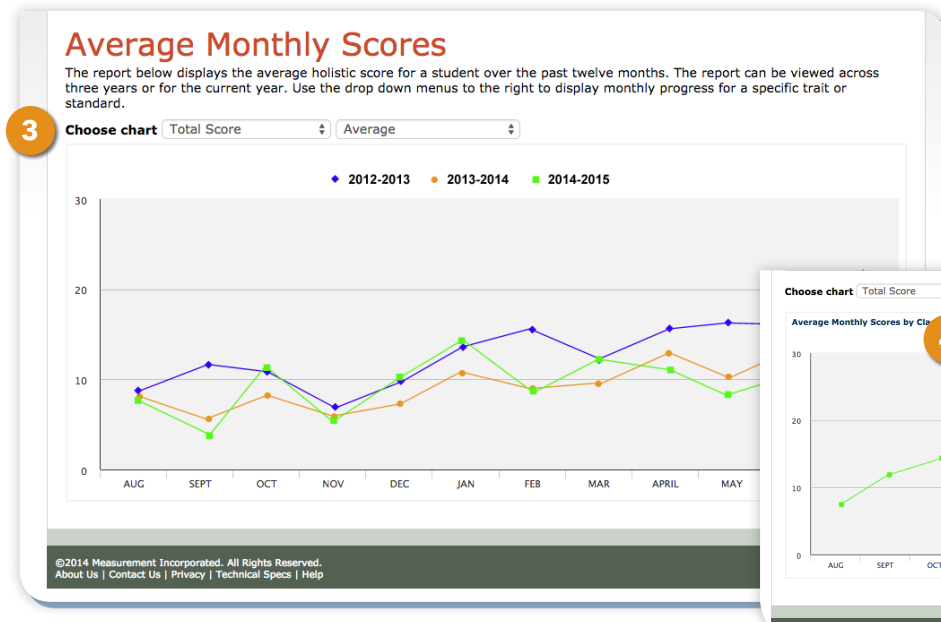 Average Monthly Scores
The report below displays the average holistic score for a student over the past twelve months. The report can be viewed across
three years or for the current year. Use the drop down menus to the right to display monthly progress for a specific trait or
standard.
3
Choose chart Total Score Average
2012-2013 2013-2014 2014-2015
30
20
10
0
AUG SEPT OCT NOV DEC JAN FEB MAR APRIL MAY
©2014 Measurement Incorporated. All Rights Reserved.
About Us | Contact Us | Privacy | Technical Specs | Help
Choose chart Total Score
Average Monthly Scores by
30
20
10
0
AUG SEPT OCT